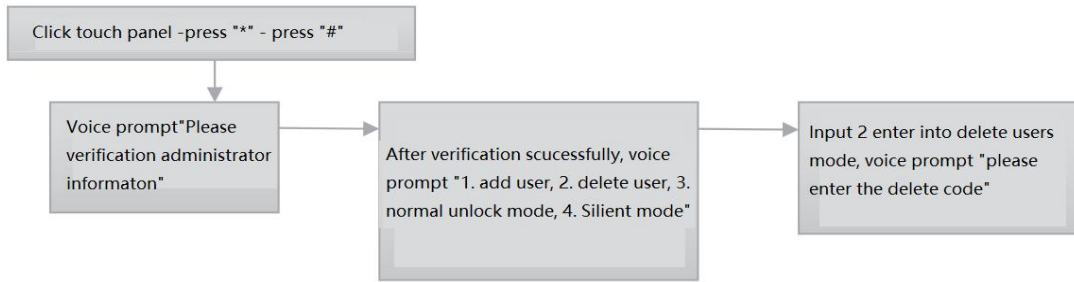 Click touch panel -press "*" - press "#"
Voice prompt"Please
verification administrator
informaton"
After verification scucessfully, voice
prompt "1. add user, 2. delete user, 3.
normal unlock mode, 4. Silient mode"
Input 2 enter into delete users
mode, voice prompt "please
enter the delete code"